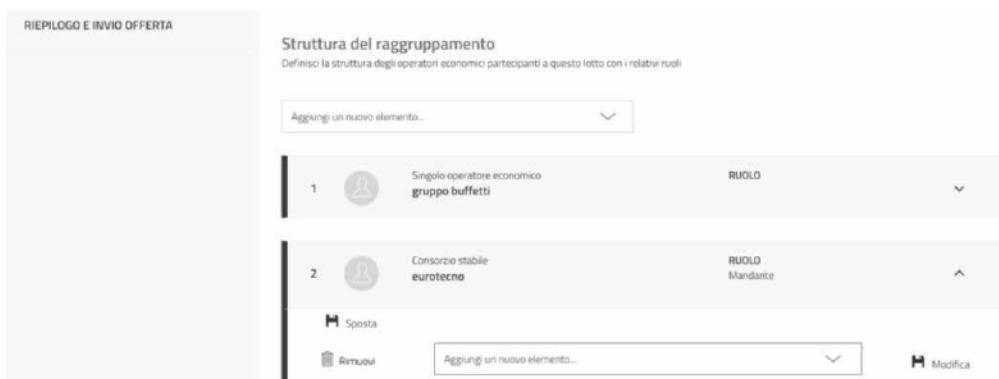 RIEPILOGO E INVIO OFFERTA
Struttura del raggruppamento
Definisci la struttura degli operatori economici partecipanti a questo lotto con i relativi ruoli
Aggiungi un nuovo elemento...
1
Singolo operatore economico
gruppo buffetti
RUOLO
2
Consorzio stabile
eurotecno
RUOLO
Mandante
Sposta
Rimuovi
Aggiungi un nuovo elemento...
Modifica